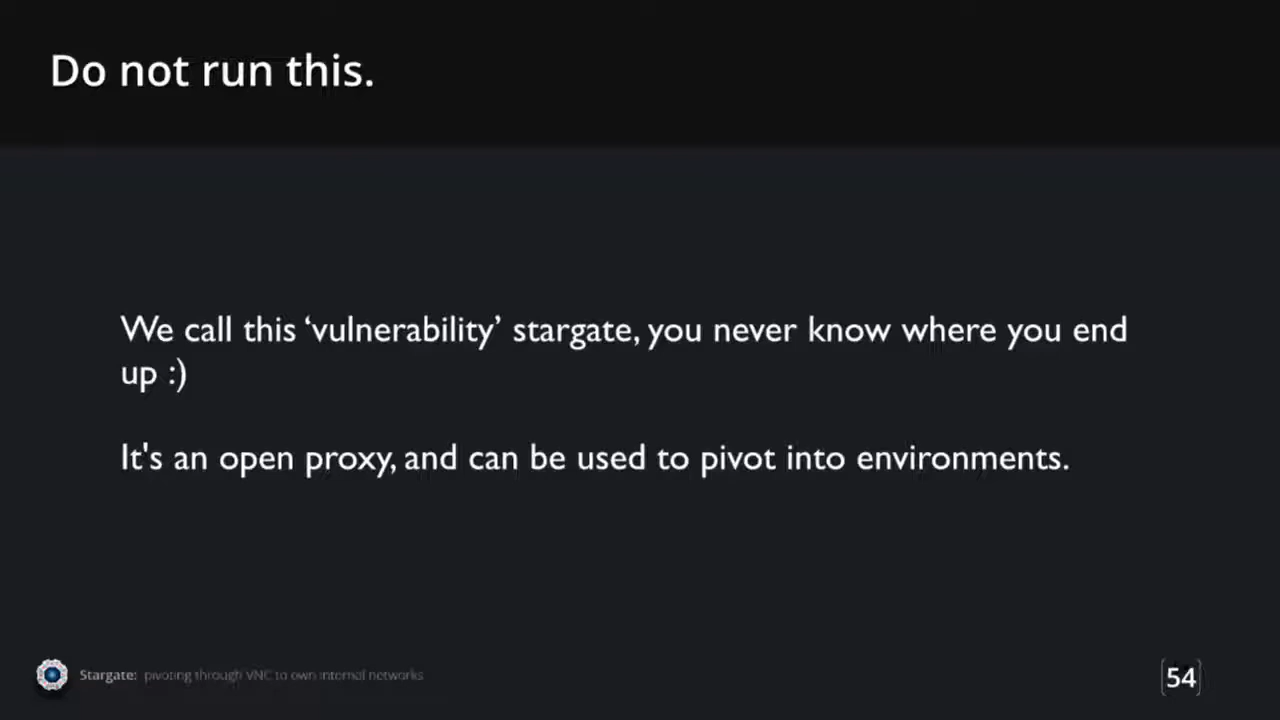 Do not run this.
We call this ‘vulnerability’ stargate, you never know where you end
up :)
It's an open proxy, and can be used to pivot into environments.
Stargate: pivoting through VNC to own internal networks
54